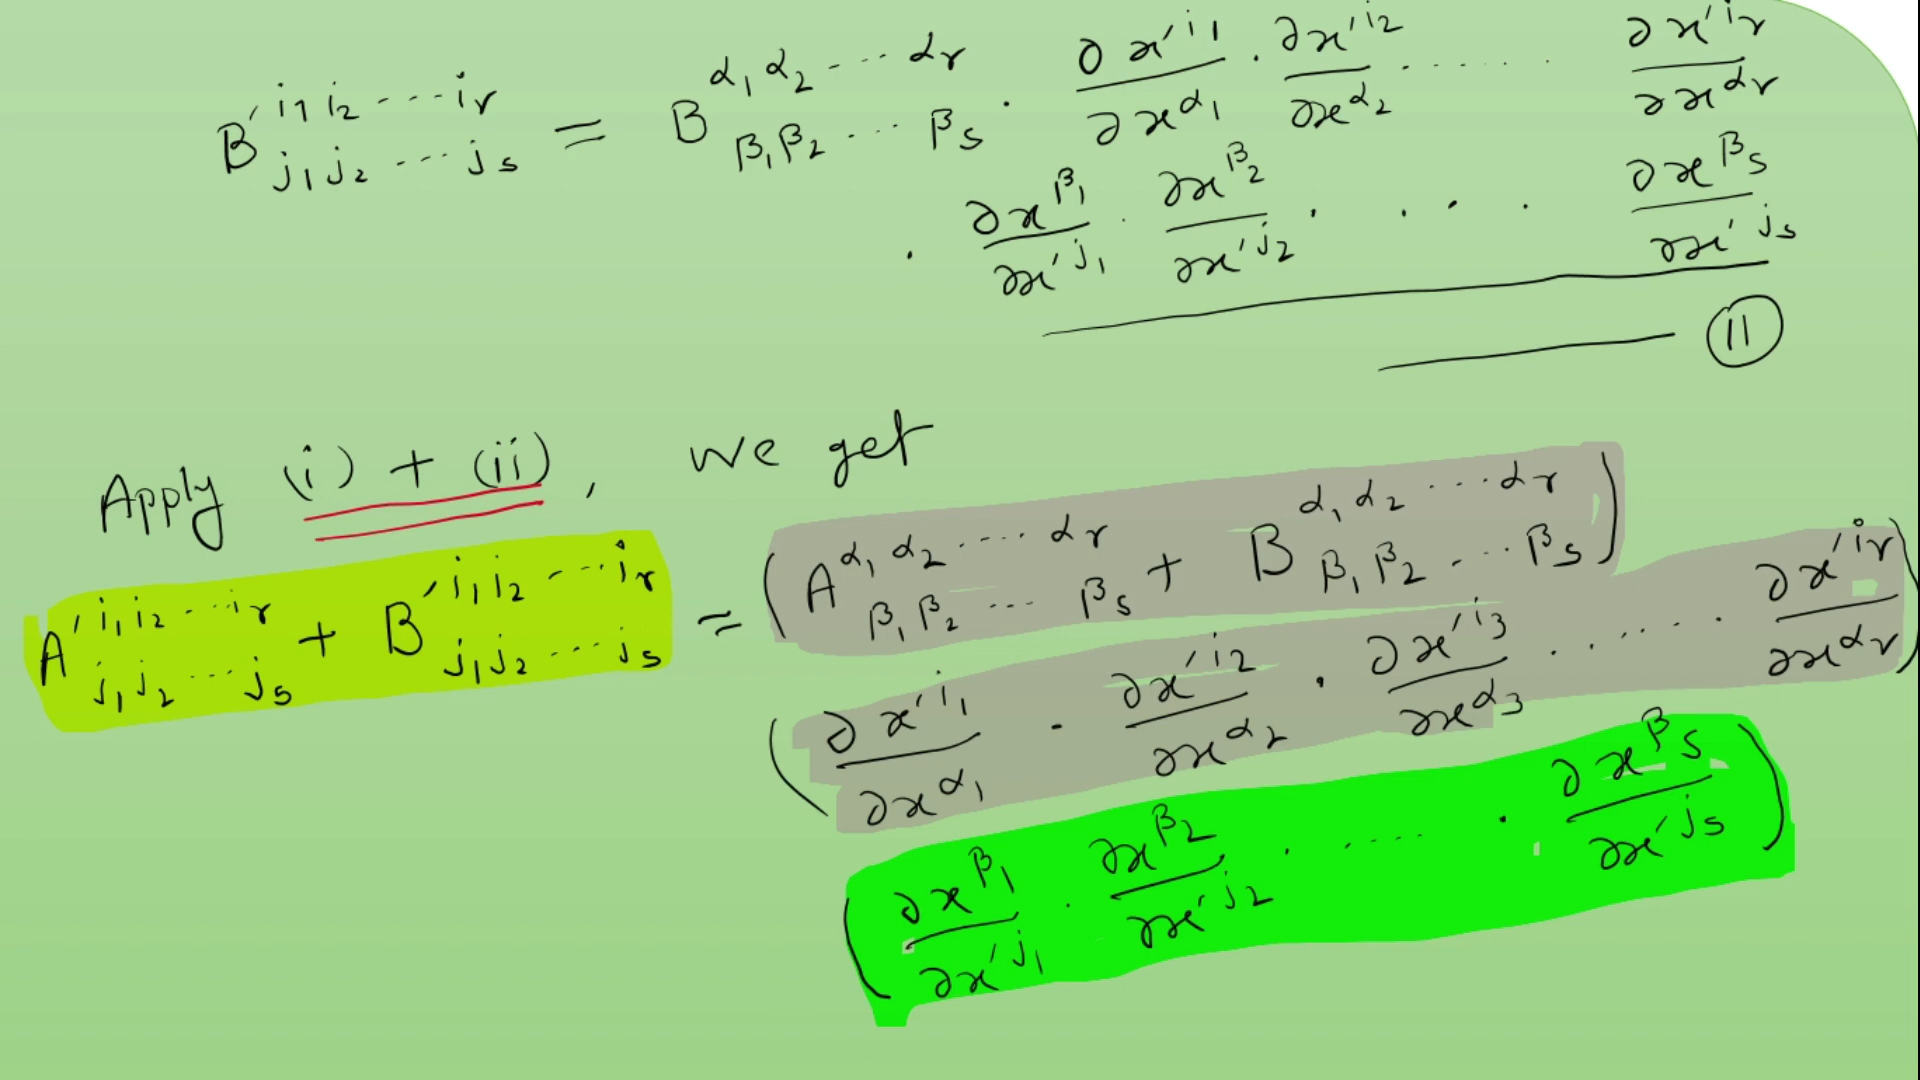 B'^{i_1 i_2 ---- i_r}_{j_1 j_2 ---- j_s} = B^{α_1 α_2 ---- α_r}_{β_1 β_2 ---- β_s} · ∂x'^{i_1}/∂x^{α_1} · ∂x'^{i_2}/∂x^{α_2} ....... ∂x'^{i_r}/∂x^{α_r}
· ∂x^{β_1}/∂x'^{j_1} · ∂x^{β_2}/∂x'^{j_2} · . . . ∂x^{β_s}/∂x'^{j_s}
—— (11)
Apply (i) + (ii), we get
A'^{i_1 i_2 ---- i_r}_{j_1 j_2 ---- j_s} + B'^{i_1 i_2 ---- i_r}_{j_1 j_2 ---- j_s} = (A^{α_1 α_2 ---- α_r}_{β_1 β_2 ---- β_s} + B^{α_1 α_2 ---- α_r}_{β_1 β_2 ---- β_s})
(∂x'^{i_1}/∂x^{α_1} · ∂x'^{i_2}/∂x^{α_2} · ∂x'^{i_3}/∂x^{α_3} · ...... · ∂x'^{i_r}/∂x^{α_r})
(∂x^{β_1}/∂x'^{j_1} · ∂x^{β_2}/∂x'^{j_2} · ..... · ∂x^{β_s}/∂x'^{j_s})